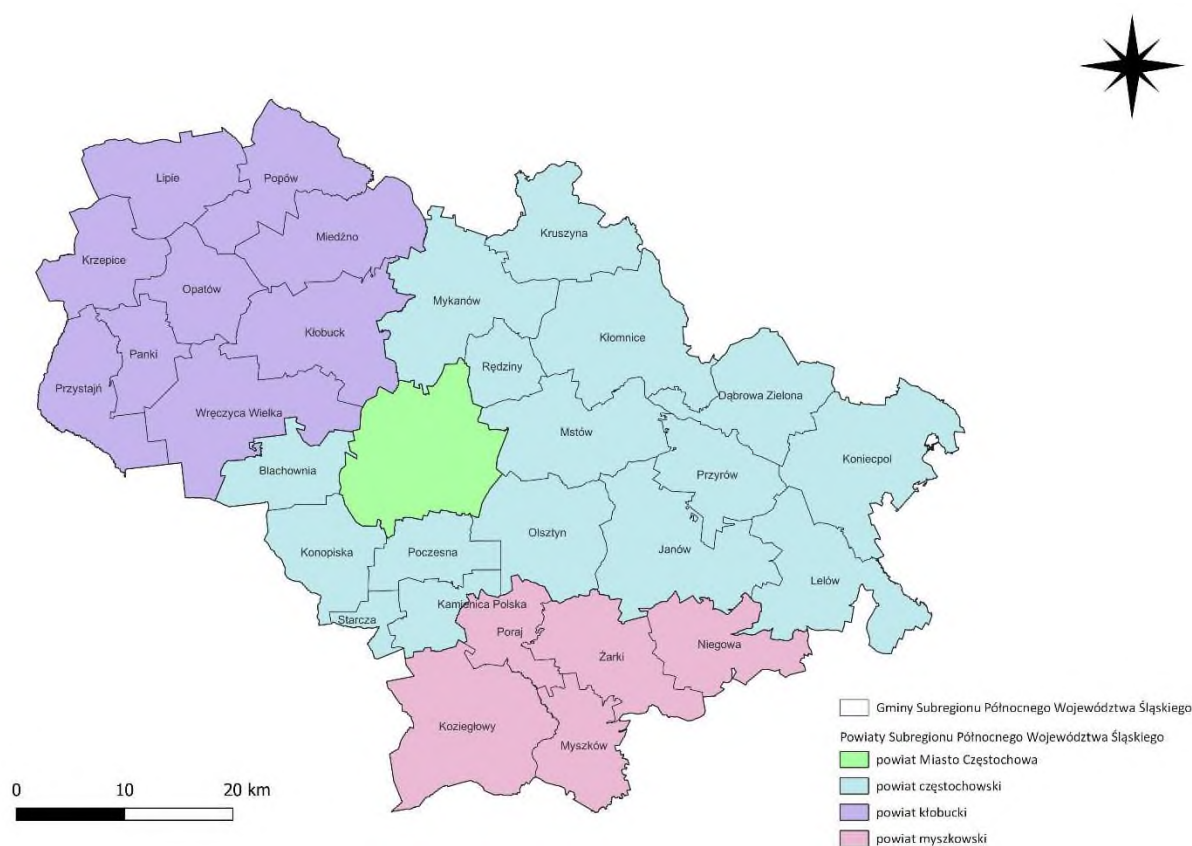 Lipie
Popów
Miedźno
Krzepice
Opatów
Kłobuck
Panki
Przystajń
Wręczyca Wielka
Kruszyna
Mykanów
Kłomnice
Rędziny
Dąbrowa Zielona
Mstów
Koniecpol
Blachownia
Przyrów
Olsztyn
Konopiska
Poczesna
Janów
Lelów
Kamienica Polska
Starcza
Poraj
Niegowa
Żarki
Koziegłowy
Myszków
0 10 20 km
Gminy Subregionu Północnego Województwa Śląskiego
Powiaty Subregionu Północnego Województwa Śląskiego
powiat Miasto Częstochowa
powiat częstochowski
powiat kłobucki
powiat myszkowski